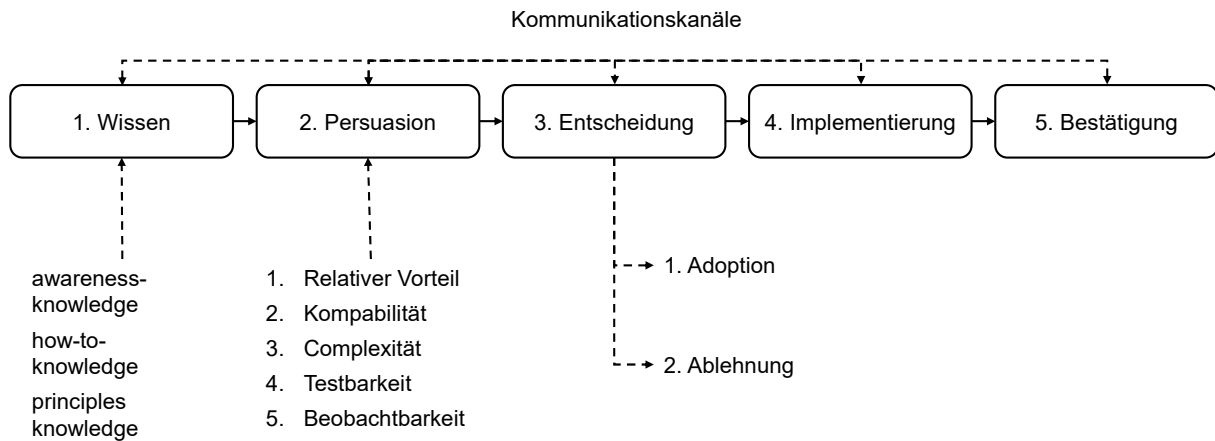 Kommunikationskanäle
1. Wissen
2. Persuasion
3. Entscheidung
4. Implementierung
5. Bestätigung
awareness-
knowledge
how-to-
knowledge
principles
knowledge
1. Relativer Vorteil
2. Kompabilität
3. Complexität
4. Testbarkeit
5. Beobachtbarkeit
1. Adoption
2. Ablehnung